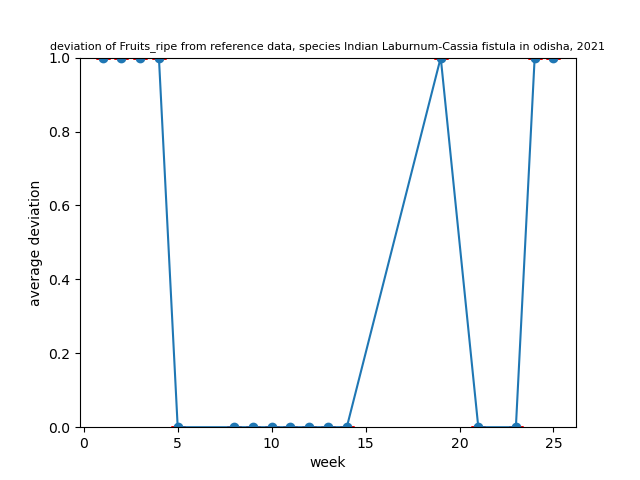 deviation of Fruits_ripe from reference data, species Indian Laburnum-Cassia fistula in odisha, 2021
1.0
0.8
0.6
0.4
0.2
0.0
average deviation
0 5 10 15 20 25
week